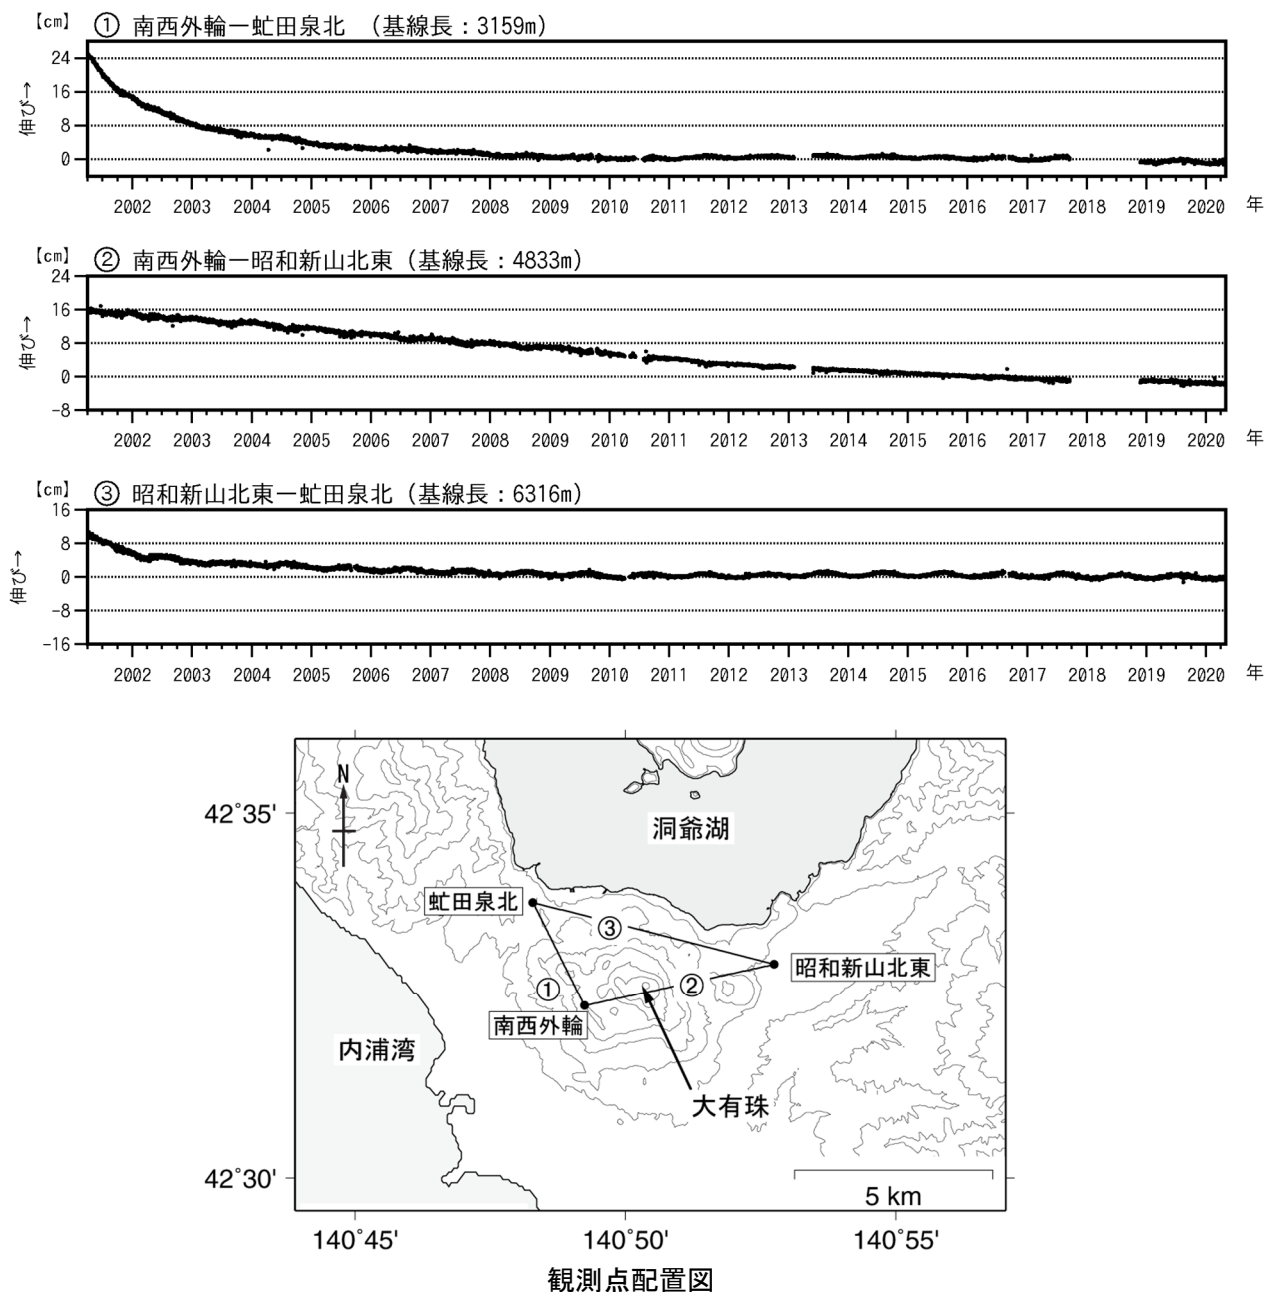 【cm】 ① 南西外輪ー虻田泉北 （基線長：3159m）
24
16
8
0
伸び→
2002 2003 2004 2005 2006 2007 2008 2009 2010 2011 2012 2013 2014 2015 2016 2017 2018 2019 2020 年
【cm】 ② 南西外輪ー昭和新山北東（基線長：4833m）
24
16
8
0
-8
伸び→
2002 2003 2004 2005 2006 2007 2008 2009 2010 2011 2012 2013 2014 2015 2016 2017 2018 2019 2020 年
【cm】 ③ 昭和新山北東ー虻田泉北（基線長：6316m）
16
8
0
-8
-16
伸び→
2002 2003 2004 2005 2006 2007 2008 2009 2010 2011 2012 2013 2014 2015 2016 2017 2018 2019 2020 年
N
42˚35'
洞爺湖
虻田泉北
③
昭和新山北東
②
①
南西外輪
内浦湾
大有珠
42˚30'
5 km
140˚45' 140˚50' 140˚55'
観測点配置図